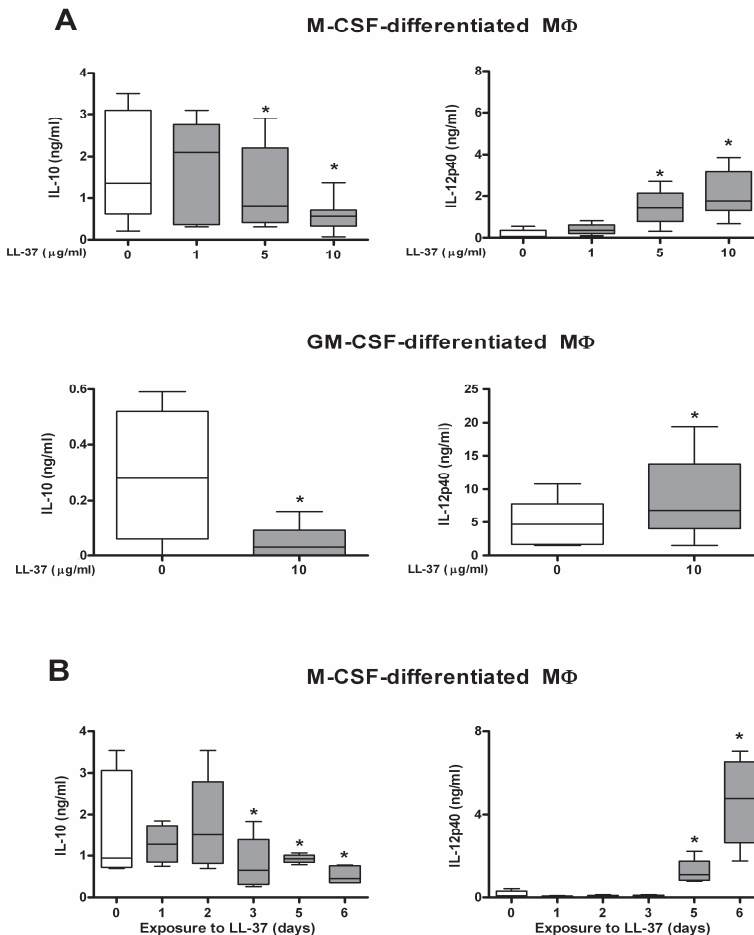 A
M-CSF-differentiated MΦ
IL-10 (ng/ml)
4
3
2
1
0
*
*
LL-37 (µg/ml)
0 1 5 10
IL-12p40 (ng/ml)
8
6
4
2
0
*
*
LL-37 (µg/ml)
0 1 5 10
GM-CSF-differentiated MΦ
IL-10 (ng/ml)
0.6
0.4
0.2
0
*
LL-37 (µg/ml)
0 10
IL-12p40 (ng/ml)
25
20
15
10
5
0
*
LL-37 (µg/ml)
0 10
B
M-CSF-differentiated MΦ
IL-10 (ng/ml)
4
3
2
1
0
*
*
*
0 1 2 3 5 6
Exposure to LL-37 (days)
IL-12p40 (ng/ml)
8
4
0
*
*
0 1 2 3 5 6
Exposure to LL-37 (days)